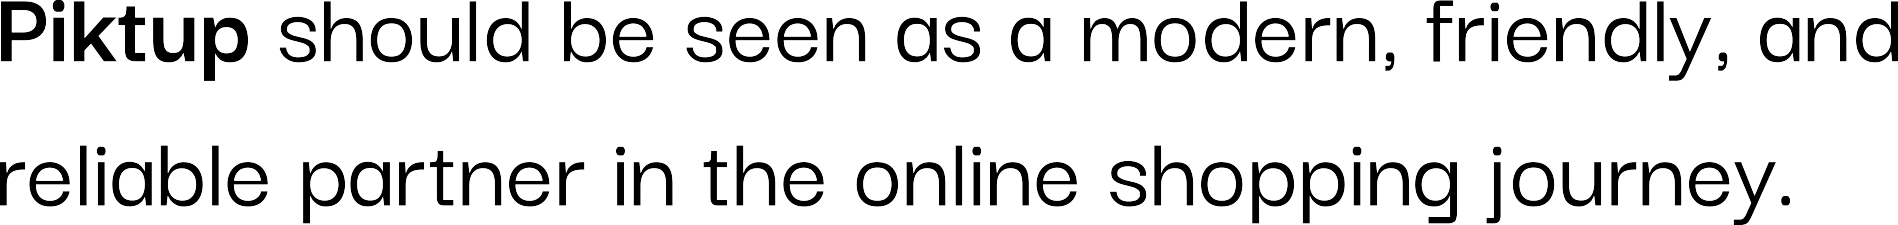 Piktup should be seen as a modern, friendly, and
reliable partner in the online shopping journey.